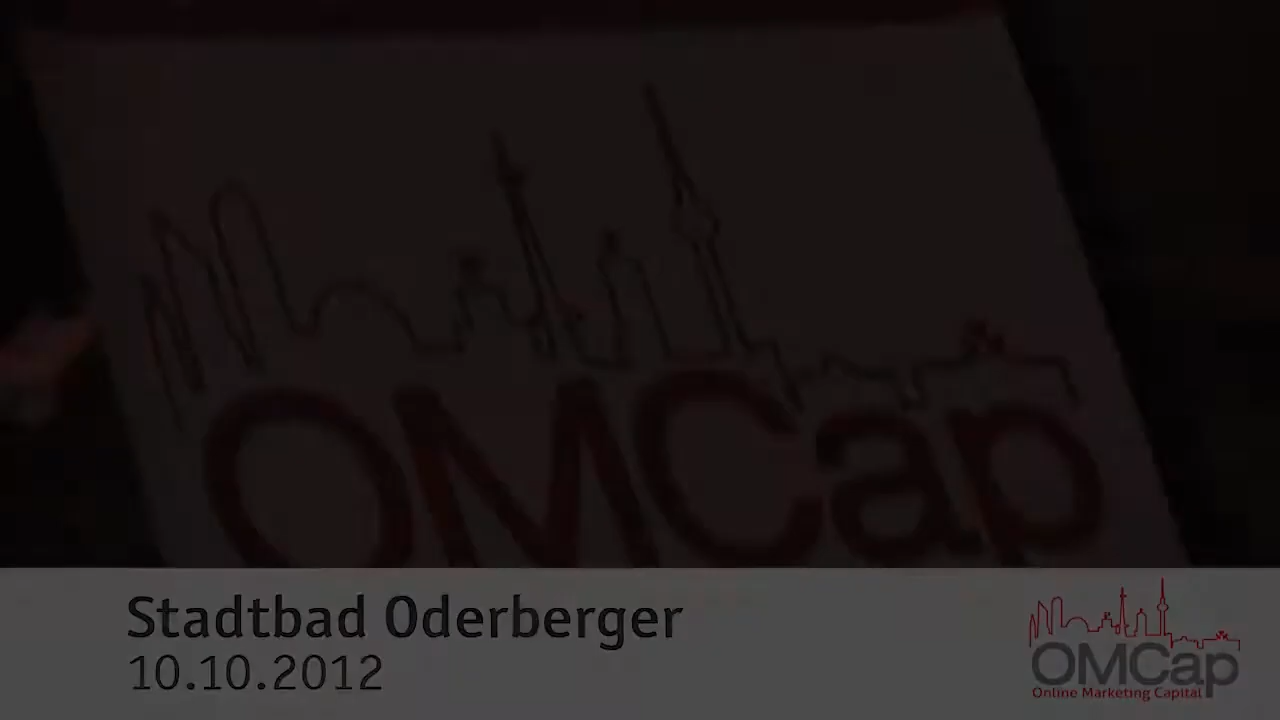 OMCap
Stadtbad Oderberger
10.10.2012
OMCap
Online Marketing Capital